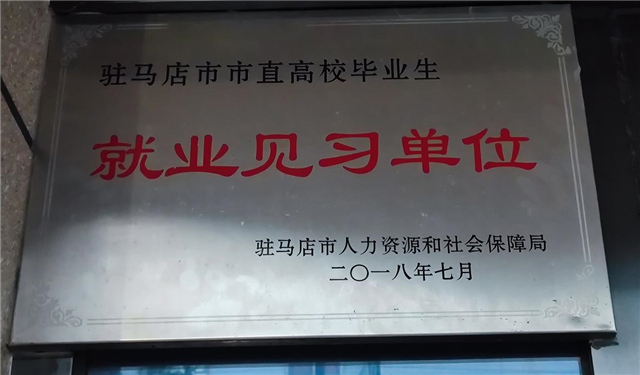 驻马店市市直高校毕业生
就业见习单位
驻马店市人力资源和社会保障局
二〇一八年七月